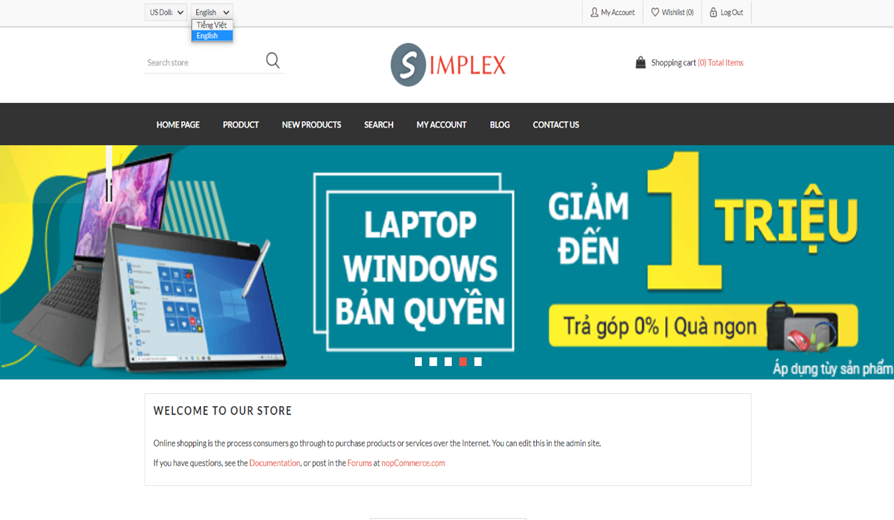 US Dolla English My Account Wishlist (0) Log Out
Tiếng Việt
English
Search store
SIMPLEX
Shopping cart (0) Total items
HOME PAGE PRODUCT NEW PRODUCTS SEARCH MY ACCOUNT BLOG CONTACT US
li
LAPTOP
WINDOWS
BẢN QUYỀN
GIẢM
ĐẾN
1 TRIỆU
Trả góp 0% | Quà ngon
Áp dụng tùy sản phẩm
WELCOME TO OUR STORE
Online shopping is the process consumers go through to purchase products or services over the Internet. You can edit this in the admin site.
If you have questions, see the Documentation, or post in the Forums at nopCommerce.com